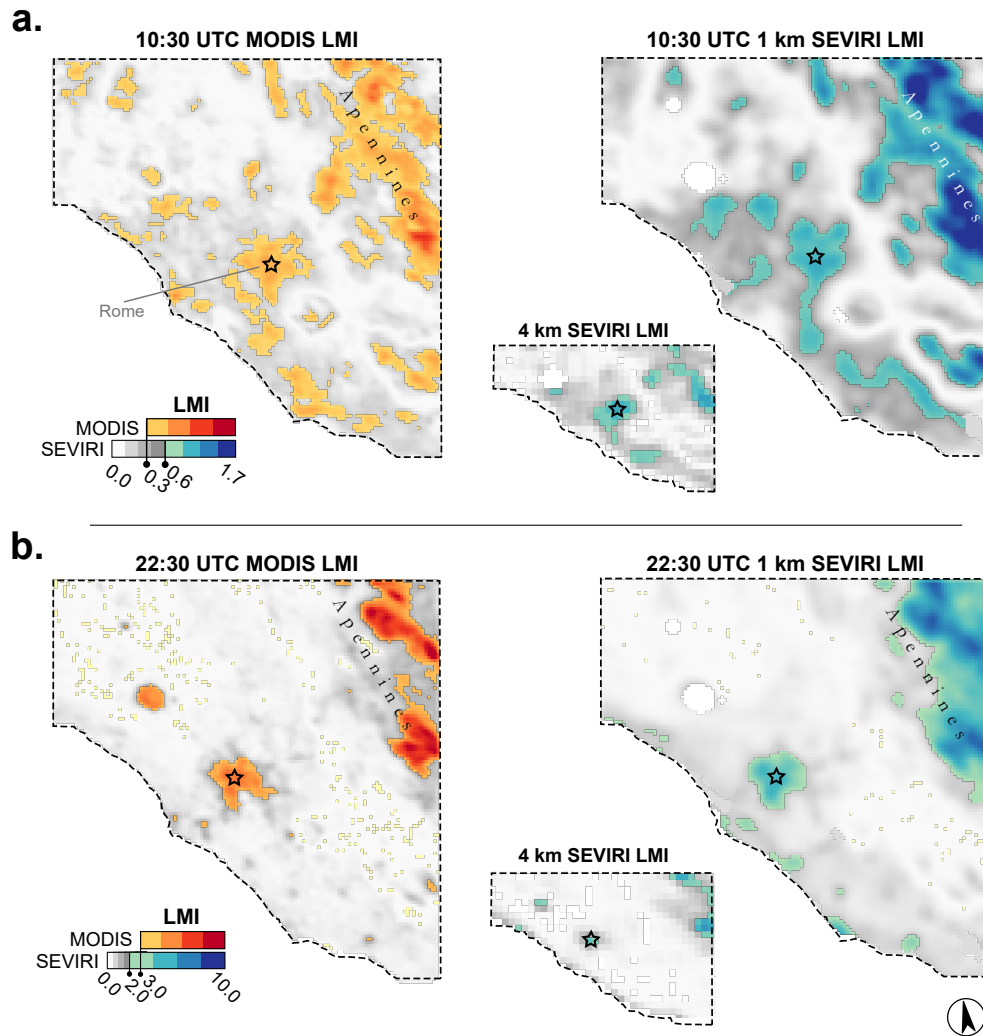 a.
10:30 UTC MODIS LMI
10:30 UTC 1 km SEVIRI LMI
Apennines
Apennines
Rome
4 km SEVIRI LMI
LMI
MODIS
SEVIRI
0.0
0.3
0.6
1.7
b.
22:30 UTC MODIS LMI
22:30 UTC 1 km SEVIRI LMI
Apennines
Apennines
4 km SEVIRI LMI
LMI
MODIS
SEVIRI
0.0
2.0
3.0
10.0